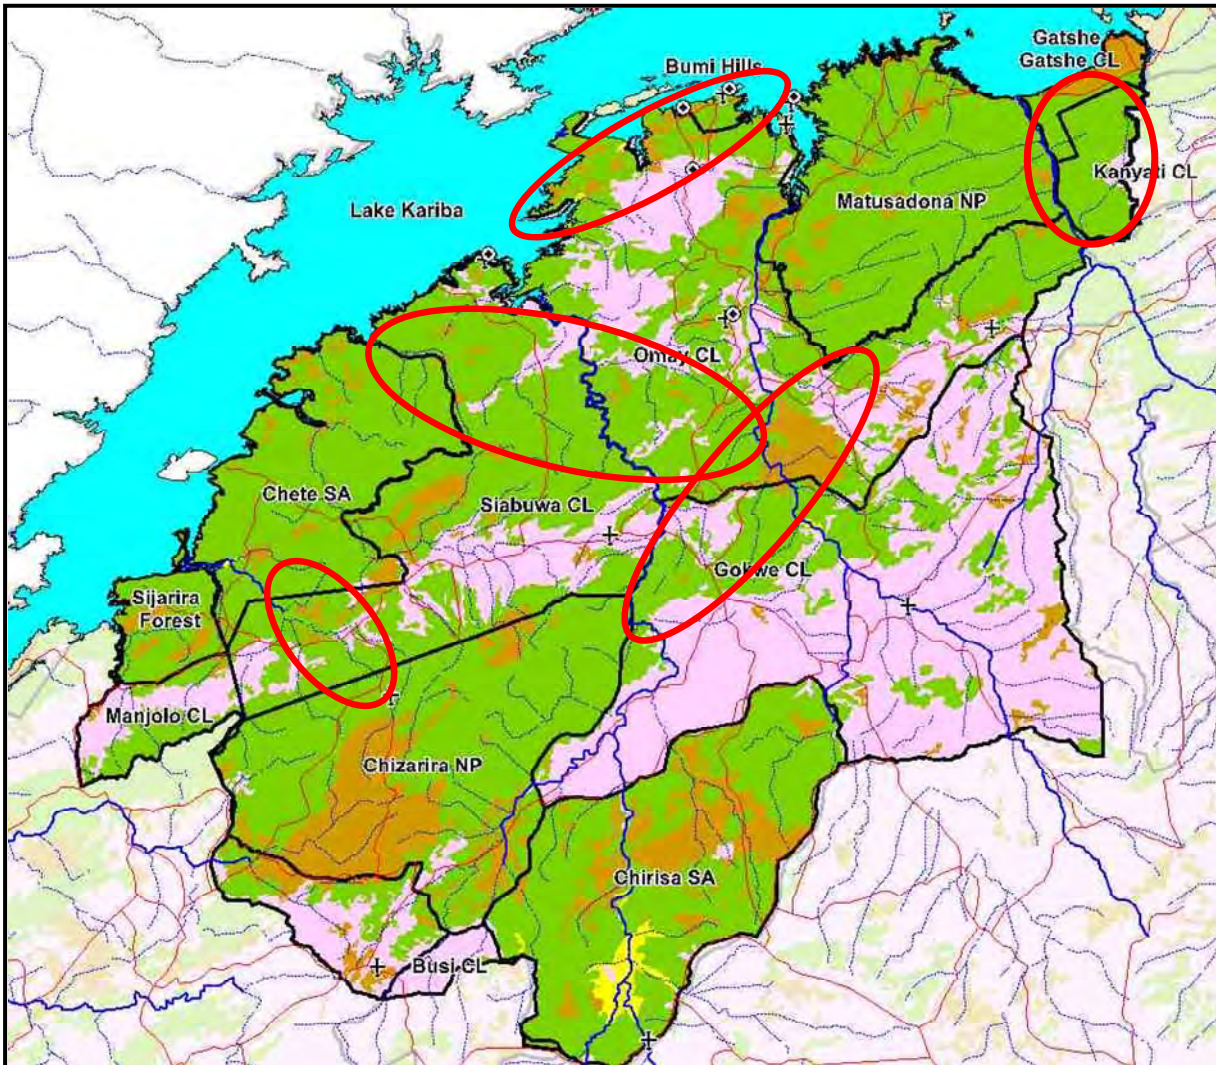 Gatshe
Gatshe CL
Bumi Hills
Kanyati CL
Matusadona NP
Lake Kariba
Omay CL
Chete SA
Siabuwa CL
Gokwe CL
Sijarira
Forest
Manjolo CL
Chizarira NP
Chirisa SA
Busi CL